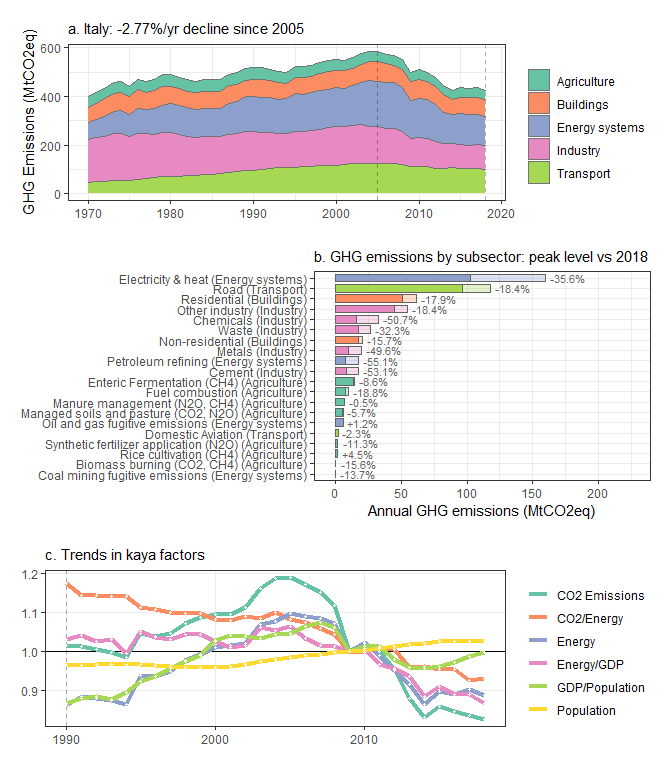 a. Italy: -2.77%/yr decline since 2005
GHG Emissions (MtCO2eq)
600
400
200
0
1970
1980
1990
2000
2010
2020
Agriculture
Buildings
Energy systems
Industry
Transport
b. GHG emissions by subsector: peak level vs 2018
Electricity & heat (Energy systems) -35.6%
Road (Transport) -18.4%
Residential (Buildings) -17.9%
Other industry (Industry) -18.4%
Chemicals (Industry) -50.7%
Waste (Industry) -32.3%
Non-residential (Buildings) -15.7%
Metals (Industry) -49.6%
Petroleum refining (Energy systems) -55.1%
Cement (Industry) -53.1%
Enteric Fermentation (CH4) (Agriculture) -8.6%
Fuel combustion (Agriculture) -18.8%
Manure management (N2O, CH4) (Agriculture) -0.5%
Managed soils and pasture (CO2, N2O) (Agriculture) -5.7%
Oil and gas fugitive emissions (Energy systems) +1.2%
Domestic Aviation (Transport) -2.3%
Synthetic fertilizer application (N2O) (Agriculture) -11.3%
Rice cultivation (CH4) (Agriculture) +4.5%
Biomass burning (CO2, CH4) (Agriculture) -15.6%
Coal mining fugitive emissions (Energy systems) -13.7%
0
50
100
150
200
Annual GHG emissions (MtCO2eq)
c. Trends in kaya factors
1.2
1.1
1.0
0.9
1990
2000
2010
CO2 Emissions
CO2/Energy
Energy
Energy/GDP
GDP/Population
Population